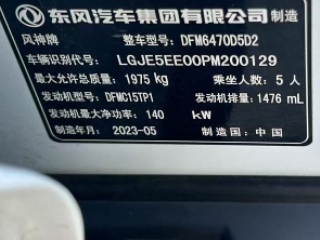 东风汽车集团有限公司 制造
风神牌 整车型号: DFM6470D5D2
车辆识别代号: LGJE5EE00PM200129
最大允许总质量: 1975 kg 乘坐人数: 5 人
发动机型号: DFMC15TP1 发动机排量: 1476 mL
发动机最大净功率: 140 kW
制造年月: 2023-05 制造国: 中国